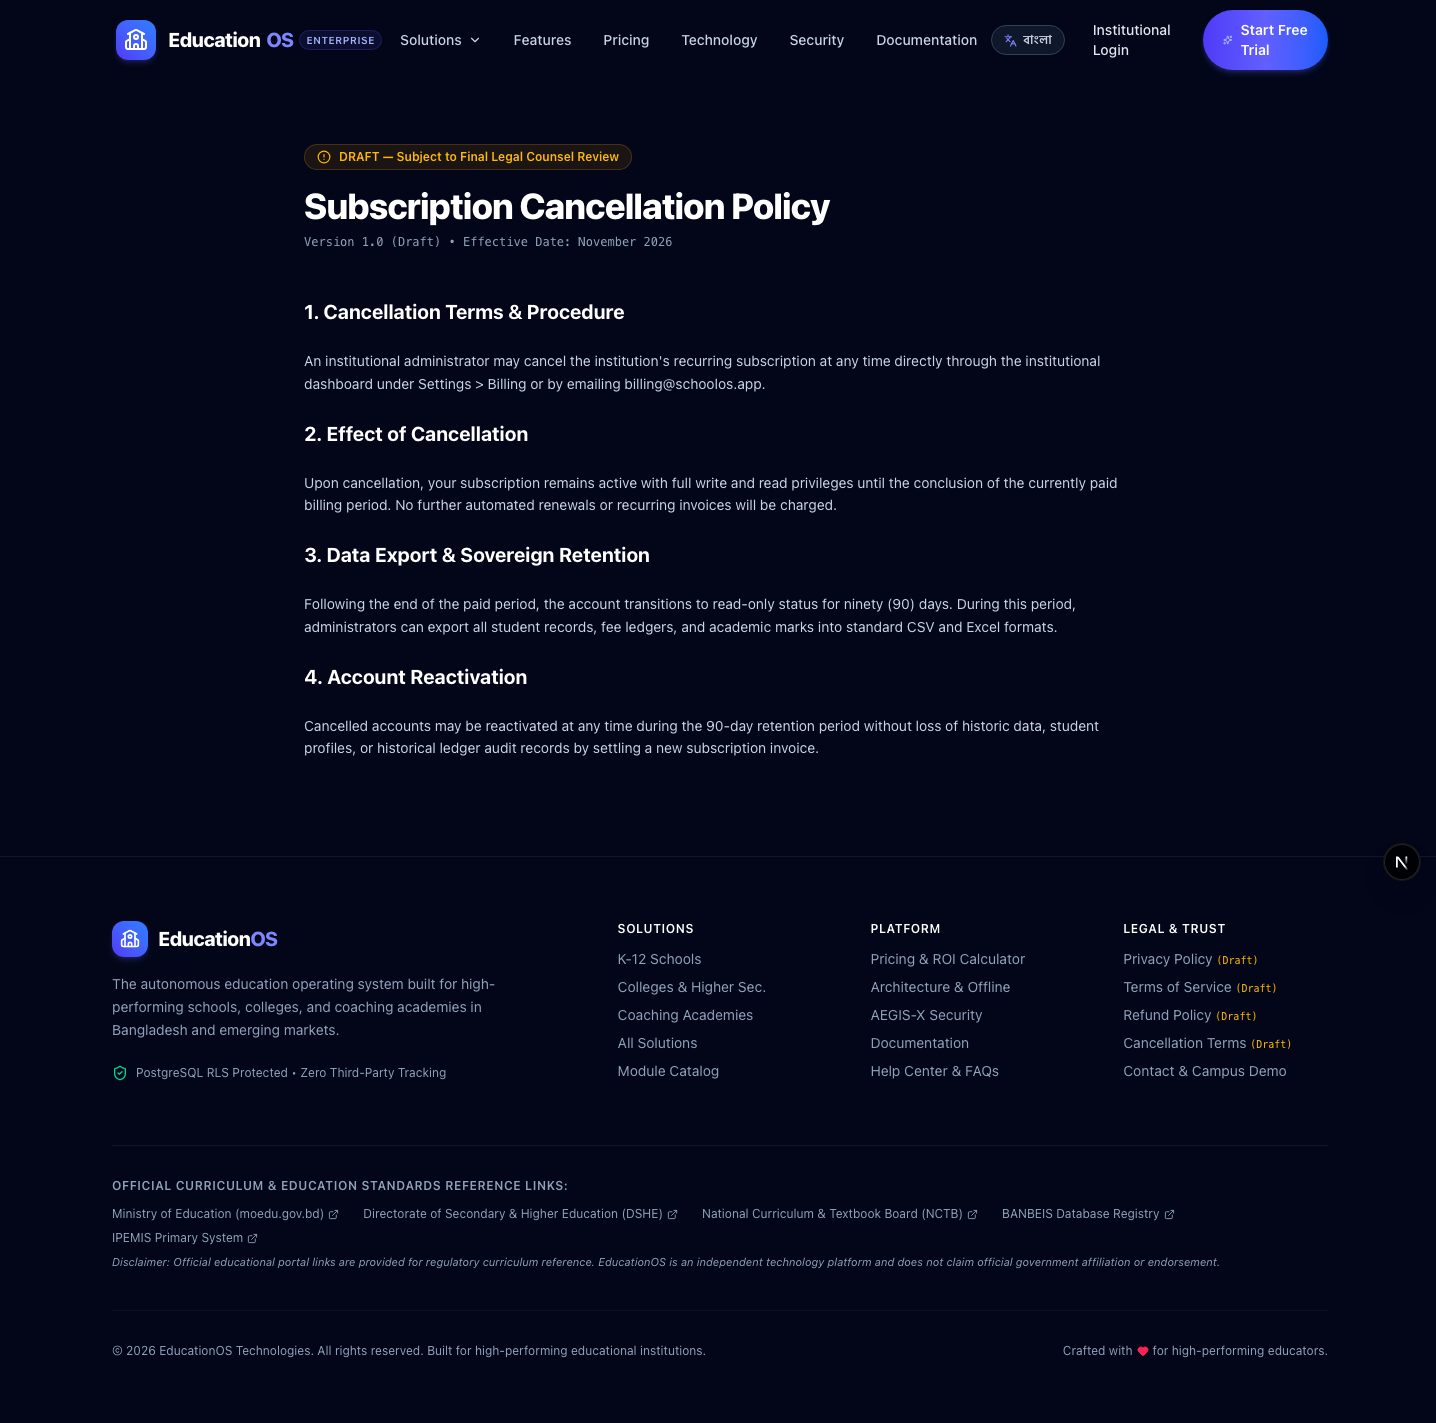 Education OS ENTERPRISE Solutions Features Pricing Technology Security Documentation বাংলা Institutional Login Start Free Trial
DRAFT — Subject to Final Legal Counsel Review
Subscription Cancellation Policy
Version 1.0 (Draft) • Effective Date: November 2026
1. Cancellation Terms & Procedure
An institutional administrator may cancel the institution's recurring subscription at any time directly through the institutional
dashboard under Settings > Billing or by emailing billing@schoolos.app.
2. Effect of Cancellation
Upon cancellation, your subscription remains active with full write and read privileges until the conclusion of the currently paid
billing period. No further automated renewals or recurring invoices will be charged.
3. Data Export & Sovereign Retention
Following the end of the paid period, the account transitions to read-only status for ninety (90) days. During this period,
administrators can export all student records, fee ledgers, and academic marks into standard CSV and Excel formats.
4. Account Reactivation
Cancelled accounts may be reactivated at any time during the 90-day retention period without loss of historic data, student
profiles, or historical ledger audit records by settling a new subscription invoice.
N
EducationOS
The autonomous education operating system built for high-
performing schools, colleges, and coaching academies in
Bangladesh and emerging markets.
PostgreSQL RLS Protected • Zero Third-Party Tracking
SOLUTIONS
K-12 Schools
Colleges & Higher Sec.
Coaching Academies
All Solutions
Module Catalog
PLATFORM
Pricing & ROI Calculator
Architecture & Offline
AEGIS-X Security
Documentation
Help Center & FAQs
LEGAL & TRUST
Privacy Policy (Draft)
Terms of Service (Draft)
Refund Policy (Draft)
Cancellation Terms (Draft)
Contact & Campus Demo
OFFICIAL CURRICULUM & EDUCATION STANDARDS REFERENCE LINKS:
Ministry of Education (moedu.gov.bd) Directorate of Secondary & Higher Education (DSHE) National Curriculum & Textbook Board (NCTB) BANBEIS Database Registry
IPEMIS Primary System
Disclaimer: Official educational portal links are provided for regulatory curriculum reference. EducationOS is an independent technology platform and does not claim official government affiliation or endorsement.
© 2026 EducationOS Technologies. All rights reserved. Built for high-performing educational institutions.
Crafted with ♥ for high-performing educators.